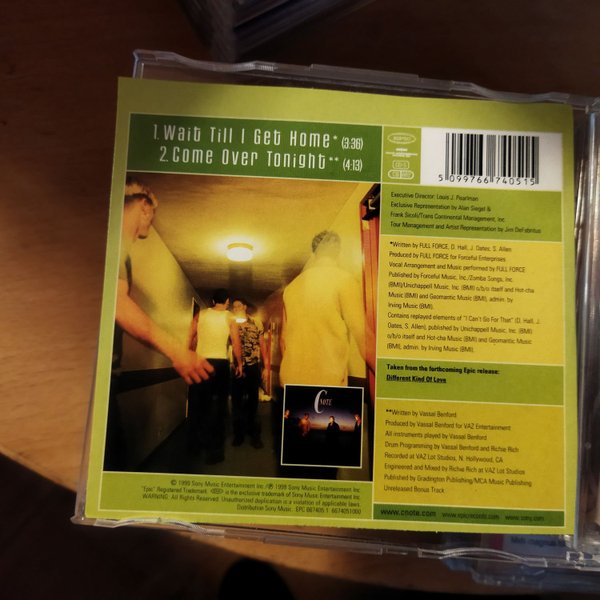 1. Wait Till I Get Home* (3:36)
2. Come Over Tonight** (4:13)
epic
5 099766 740515
Executive Director: Louis J. Pearlman
Exclusive Representation by Alan Siegel &
Frank Sicoli/Trans Continental Management, Inc.
Tour Management and Artist Representation by Jim DeFabritus
*Written by FULL FORCE, D. Hall, J. Oates, S. Allen
Produced by FULL FORCE for Forceful Enterprises
Vocal Arrangement and Music performed by FULL FORCE
Published by Forceful Music, Inc./Zomba Songs, Inc.
(BMI)/Unichappell Music, Inc. (BMI) o/b/o itself and Hot-cha
Music (BMI) and Geomantic Music (BMI), admin. by
Irving Music (BMI).
Contains replayed elements of "I Can't Go For That" (D. Hall, J.
Oates, S. Allen), published by Unichappell Music, Inc. (BMI)
o/b/o itself and Hot-cha Music (BMI) and Geomantic Music
(BMI), admin. by Irving Music (BMI).
Taken from the forthcoming Epic release:
Different Kind Of Love
**Written by Vassal Benford
Produced by Vassal Benford for VAZ Entertainment
All instruments played by Vassal Benford
Drum Programming by Vassal Benford and Richie Rich
Recorded at VAZ Lot Studios, N. Hollywood, CA
Engineered and Mixed by Richie Rich at VAZ Lot Studios
Published by Gradington Publishing/MCA Music Publishing
Unreleased Bonus Track
CNOTE
© 1999 Sony Music Entertainment Inc./℗ 1999 Sony Music Entertainment Inc.
"Epic" Registered Trademark. is the exclusive trademark of Sony Music Entertainment Inc.
WARNING: All Rights Reserved. Unauthorized duplication is a violation of applicable laws.
Distribution Sony Music. EPC 667405 1 6674051000
www.cnote.com www.epicrecords.com www.sony.com